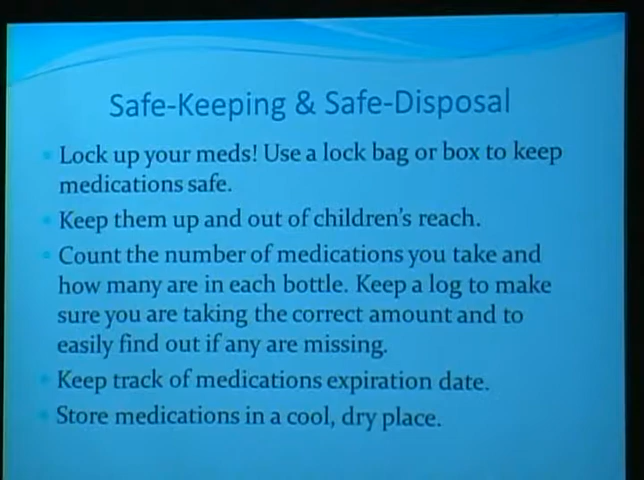 Safe-Keeping & Safe-Disposal
Lock up your meds! Use a lock bag or box to keep
medications safe.
Keep them up and out of children's reach.
Count the number of medications you take and
how many are in each bottle. Keep a log to make
sure you are taking the correct amount and to
easily find out if any are missing.
Keep track of medications expiration date.
Store medications in a cool, dry place.